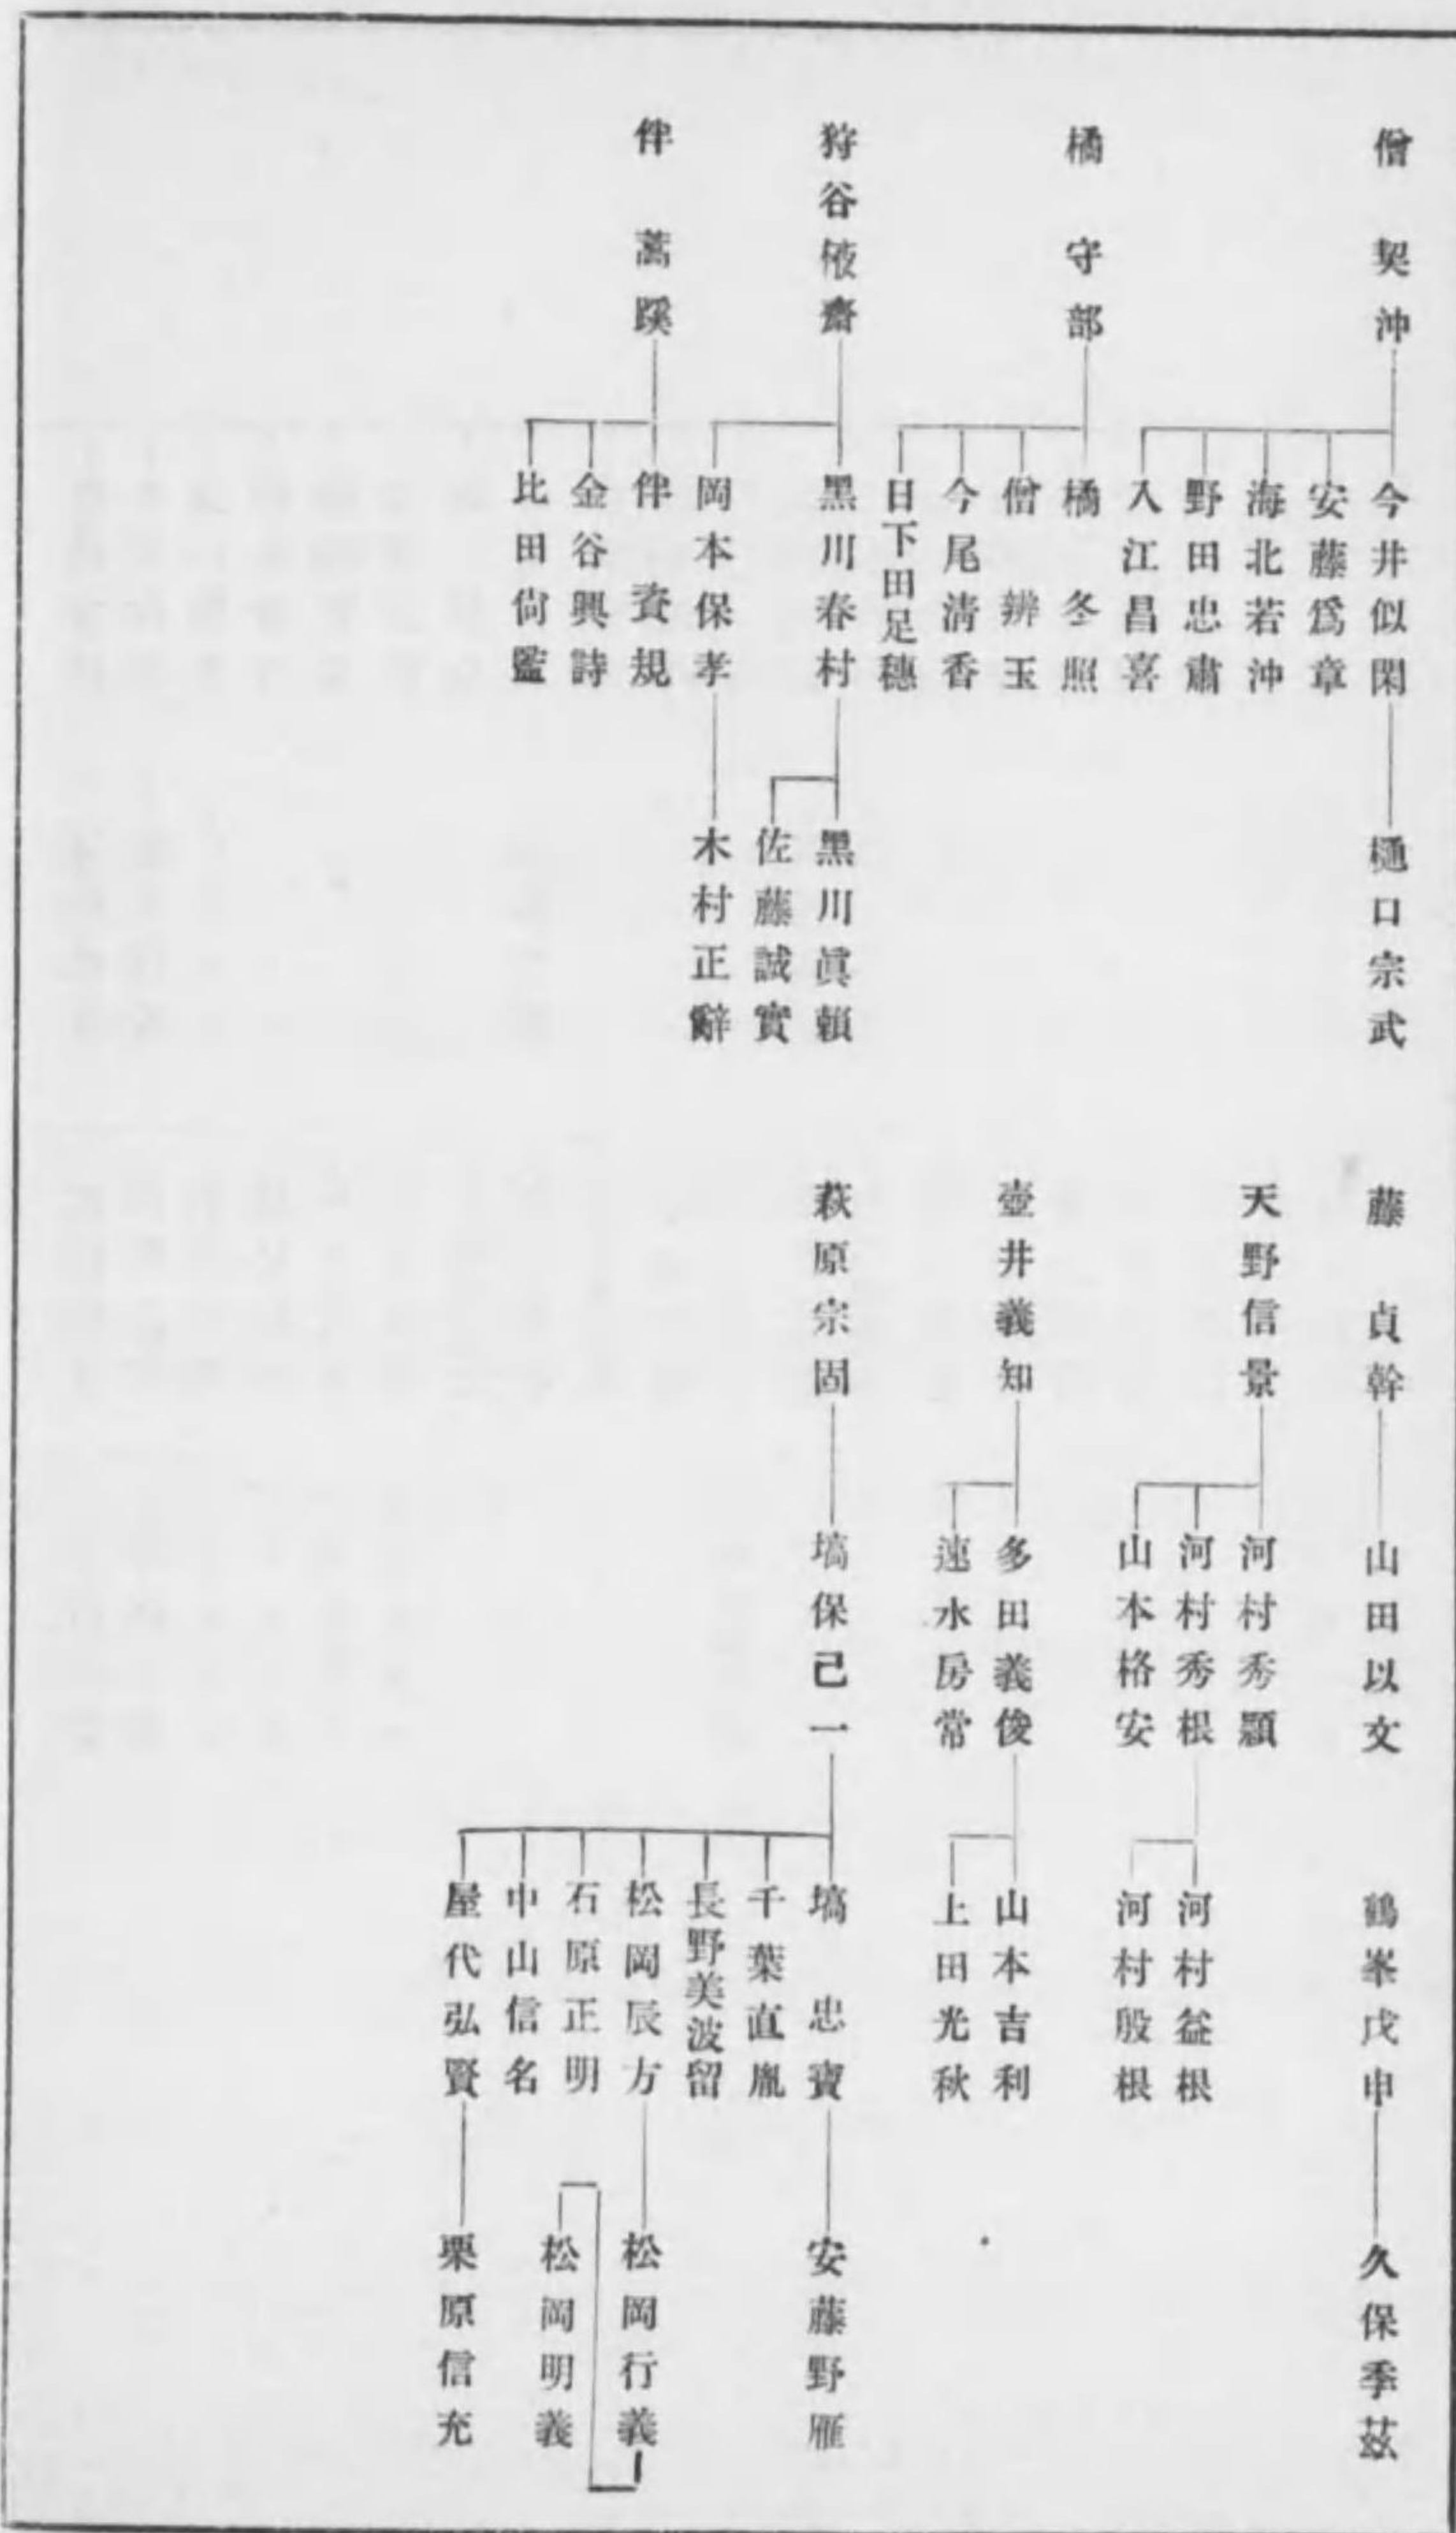 僧契沖
今井似閑
安藤爲章
海北若沖
野田忠肅
入江昌喜
樋口宗武
橘守部
橘冬照
僧辨玉
今尾清香
日下田足穗
狩谷棭齋
黑川春村
岡本保孝
黑川眞賴
佐藤誠實
木村正辭
伴蒿蹊
伴資規
金谷興詩
比田尙監
藤貞幹
山田以文
鶴峯戊申
久保季茲
天野信景
河村秀穎
河村秀根
山本格安
河村益根
河村殷根
壺井義知
多田義俊
速水房常
山本吉利
上田光秋
萩原宗固
塙保己一
塙忠寶
千葉直胤
長野美波留
松岡辰方
石原正明
中山信名
屋代弘賢
安藤野雁
松岡行義
松岡明義
栗原信充